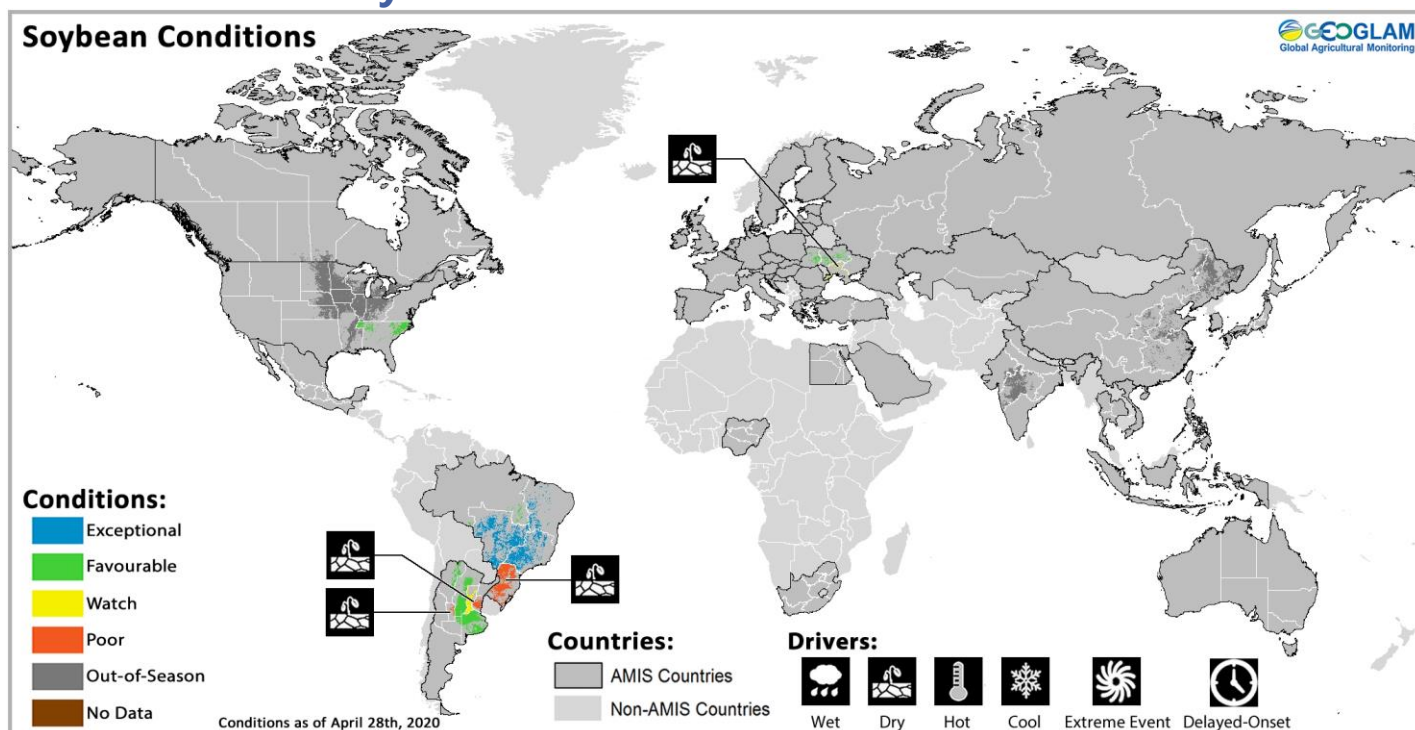 Soybean Conditions
GEOGLAM
Global Agricultural Monitoring
Conditions:
Exceptional
Favourable
Watch
Poor
Out-of-Season
No Data
Conditions as of April 28th, 2020
Countries:
AMIS Countries
Non-AMIS Countries
Drivers:
Wet
Dry
Hot
Cool
Extreme Event
Delayed-Onset